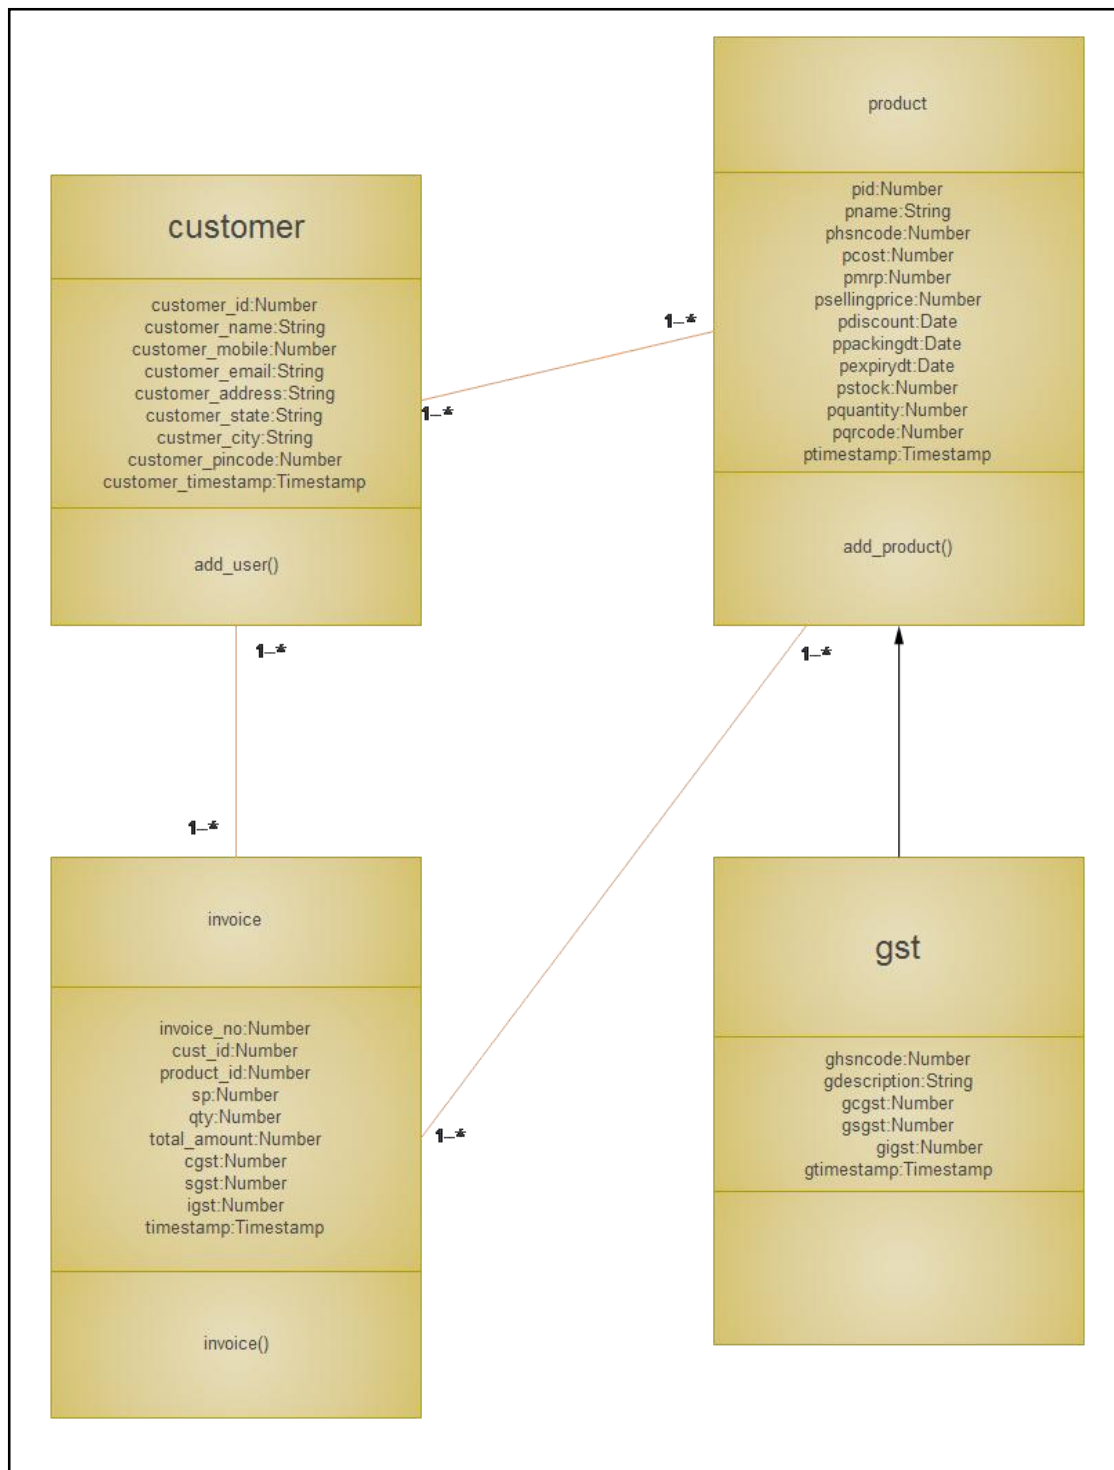 customer
customer_id:Number
customer_name:String
customer_mobile:Number
customer_email:String
customer_address:String
customer_state:String
custmer_city:String
customer_pincode:Number
customer_timestamp:Timestamp
add_user()
product
pid:Number
pname:String
phsncode:Number
pcost:Number
pmrp:Number
psellingprice:Number
pdiscount:Date
ppackingdt:Date
pexpirydt:Date
pstock:Number
pquantity:Number
pqrcode:Number
ptimestamp:Timestamp
add_product()
1-*
1-*
1-*
1-*
1-*
1-*
invoice
invoice_no:Number
cust_id:Number
product_id:Number
sp:Number
qty:Number
total_amount:Number
cgst:Number
sgst:Number
igst:Number
timestamp:Timestamp
invoice()
gst
ghsncode:Number
gdescription:String
gcgst:Number
gsgst:Number
gigst:Number
gtimestamp:Timestamp